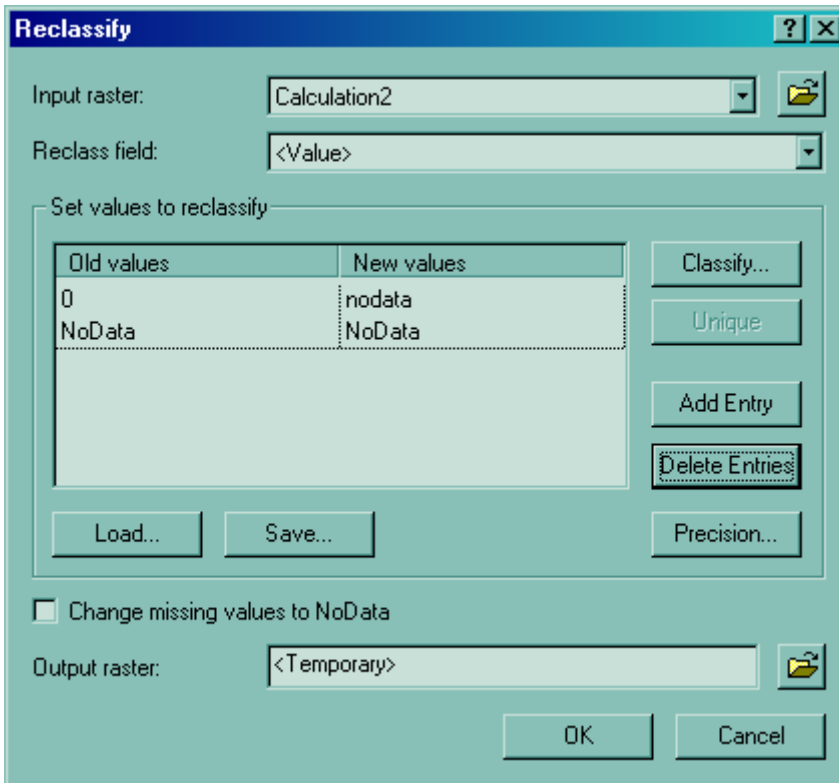 Reclassify
Input raster: Calculation2
Reclass field: <Value>
Set values to reclassify
Old values New values
0 nodata
NoData NoData
Classify...
Unique
Add Entry
Delete Entries
Load... Save... Precision...
Change missing values to NoData
Output raster: <Temporary>
OK Cancel